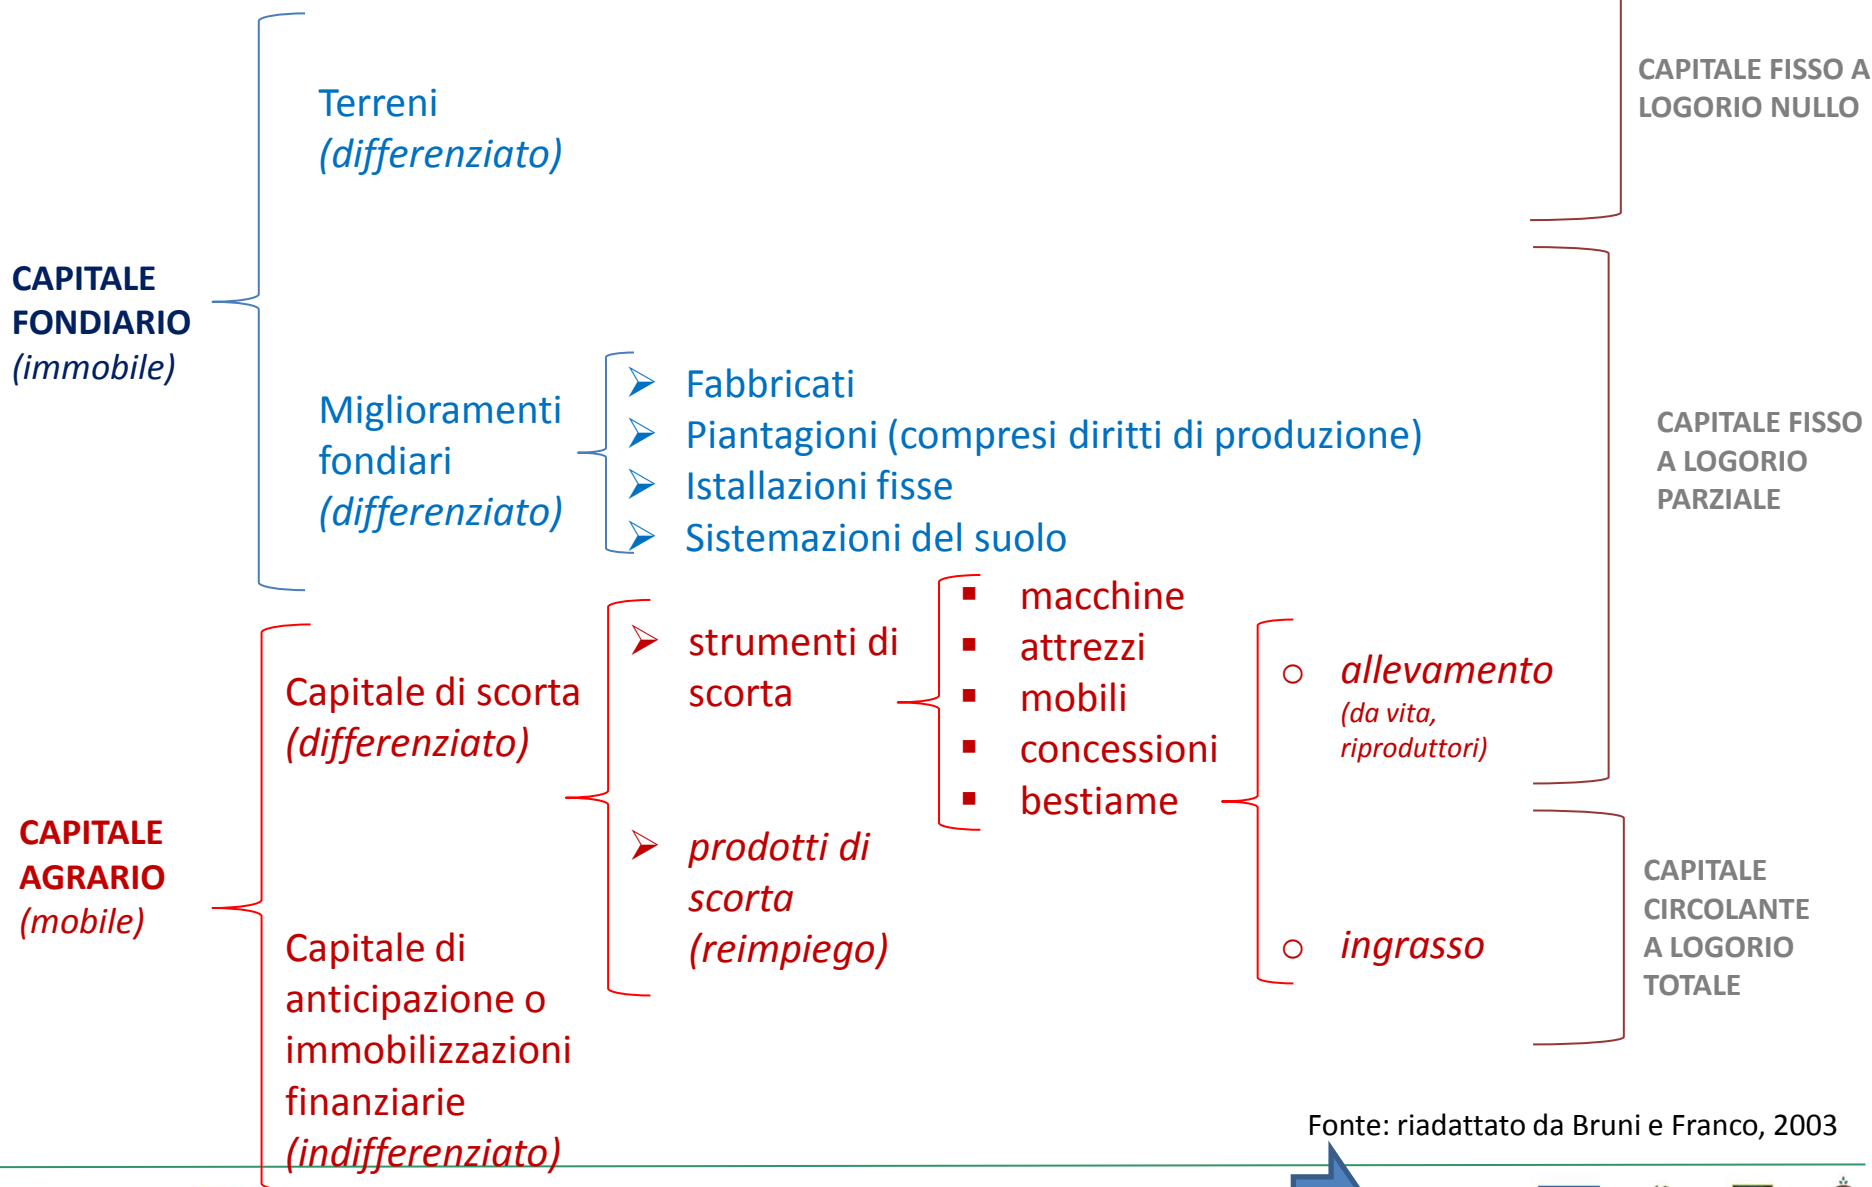 CAPITALE
FONDIARIO
(immobile)
Terreni
(differenziato)
Miglioramenti
fondiari
(differenziato)
Fabbricati
Piantagioni (compresi diritti di produzione)
Istallazioni fisse
Sistemazioni del suolo
CAPITALE
AGRARIO
(mobile)
Capitale di scorta
(differenziato)
strumenti di
scorta
macchine
attrezzi
mobili
concessioni
bestiame
allevamento
(da vita,
riproduttori)
ingrasso
prodotti di
scorta
(reimpiego)
Capitale di
anticipazione o
immobilizzazioni
finanziarie
(indifferenziato)
CAPITALE FISSO A
LOGORIO NULLO
CAPITALE FISSO
A LOGORIO
PARZIALE
CAPITALE
CIRCOLANTE
A LOGORIO
TOTALE
Fonte: riadattato da Bruni e Franco, 2003